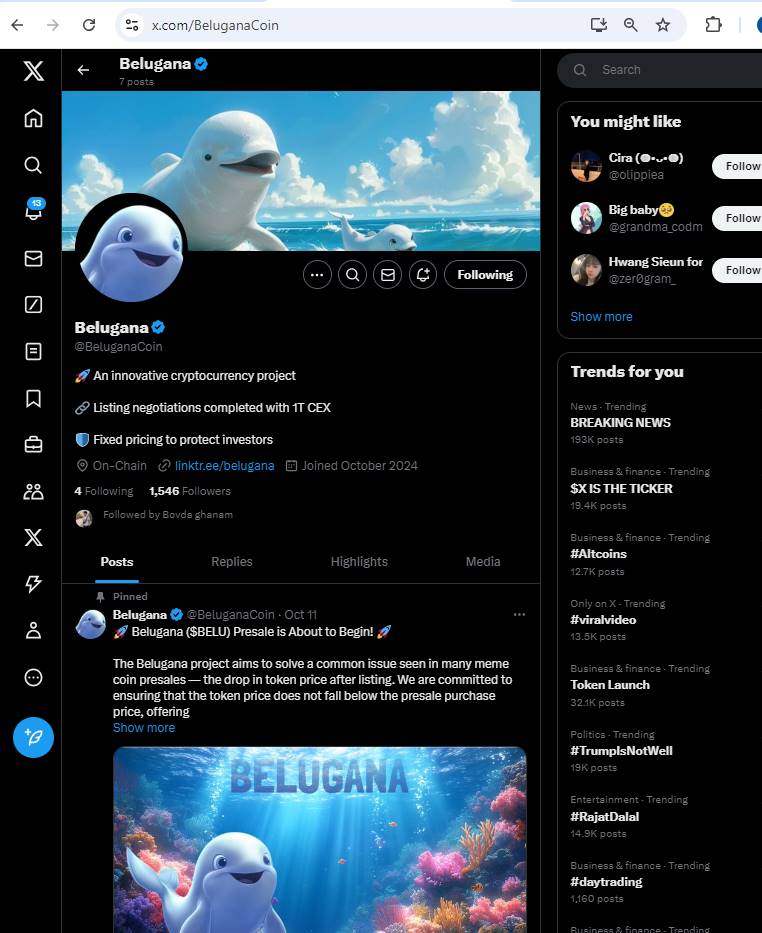 x.com/BeluganaCoin
Belugana
7 posts
Following
Belugana
@BeluganaCoin
🚀 An innovative cryptocurrency project
🔗 Listing negotiations completed with 1T CEX
🛡️ Fixed pricing to protect investors
On-Chain linktr.ee/belugana Joined October 2024
4 Following 1,546 Followers
Followed by Bovda ghanam
Posts Replies Highlights Media
Pinned
Belugana @BeluganaCoin · Oct 11
🚀 Belugana ($BELU) Presale is About to Begin! 🚀
The Belugana project aims to solve a common issue seen in many meme
coin presales — the drop in token price after listing. We are committed to
ensuring that the token price does not fall below the presale purchase
price, offering
Show more
BELUGANA
13
Search
You might like
Cira (⚈•ᴗ•⚈)
@olippiea
Follow
Big baby🥹
@grandma_codm
Follow
Hwang Sieun for
@zer0gram_
Follow
Show more
Trends for you
News · Trending
BREAKING NEWS
193K posts
Business & finance · Trending
$X IS THE TICKER
19.4K posts
Business & finance · Trending
#Altcoins
12.7K posts
Only on X · Trending
#viralvideo
13.5K posts
Business & finance · Trending
Token Launch
32.1K posts
Politics · Trending
#TrumpIsNotWell
19K posts
Entertainment · Trending
#RajatDalal
14.9K posts
Business & finance · Trending
#daytrading
1,160 posts
Business & finance · Trending